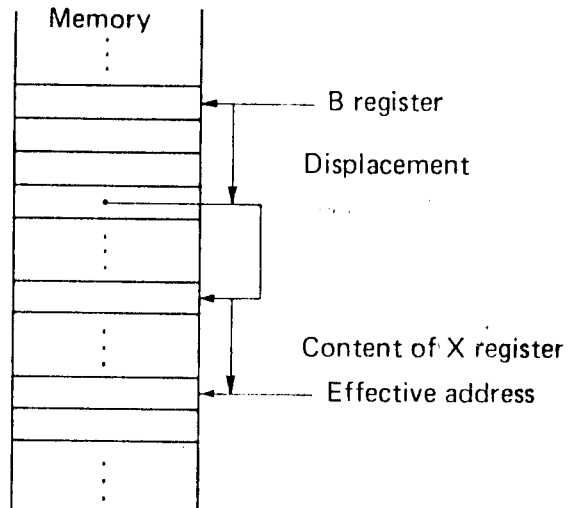 Memory
B register
Displacement
Content of X register
Effective address